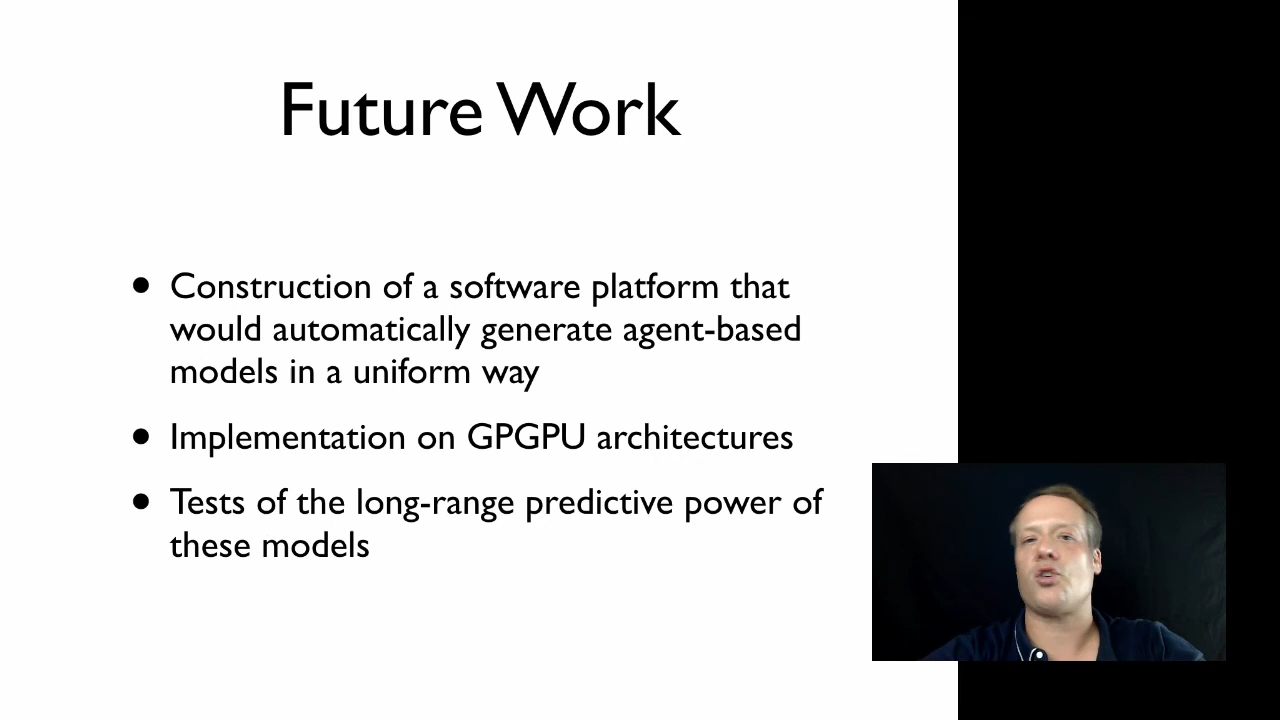 Future Work
• Construction of a software platform that
would automatically generate agent-based
models in a uniform way
• Implementation on GPGPU architectures
• Tests of the long-range predictive power of
these models